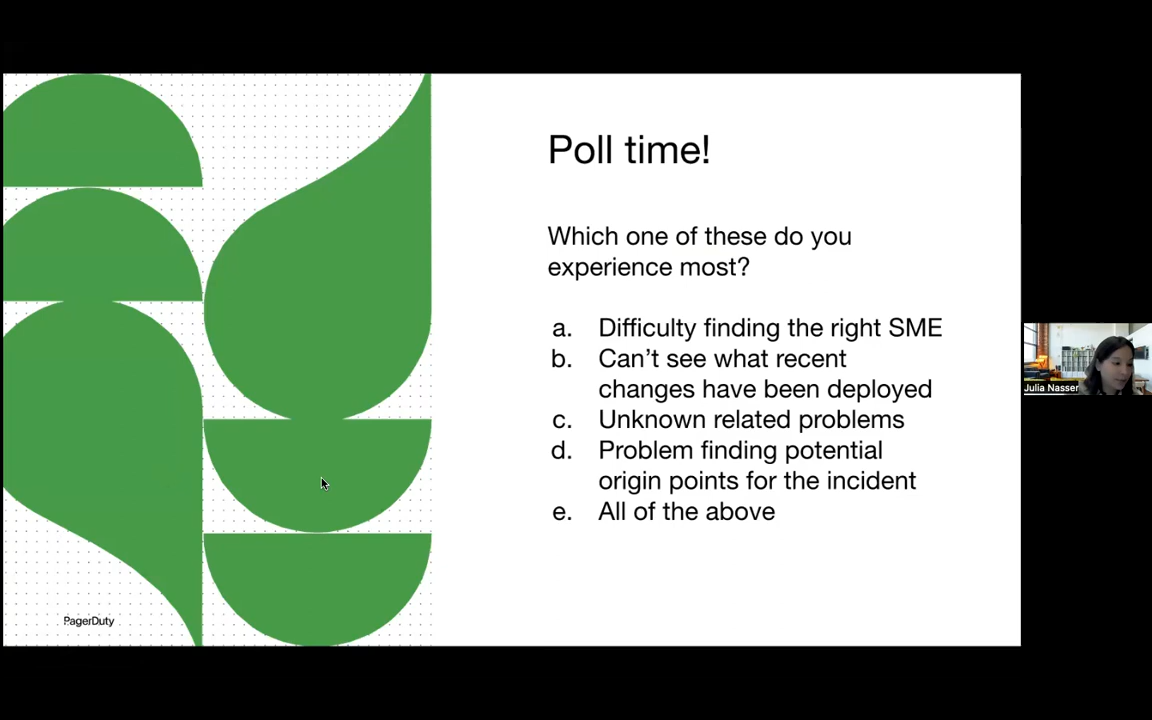 Poll time!
Which one of these do you
experience most?
a. Difficulty finding the right SME
b. Can't see what recent
changes have been deployed
c. Unknown related problems
d. Problem finding potential
origin points for the incident
e. All of the above
PagerDuty
Julia Nasser